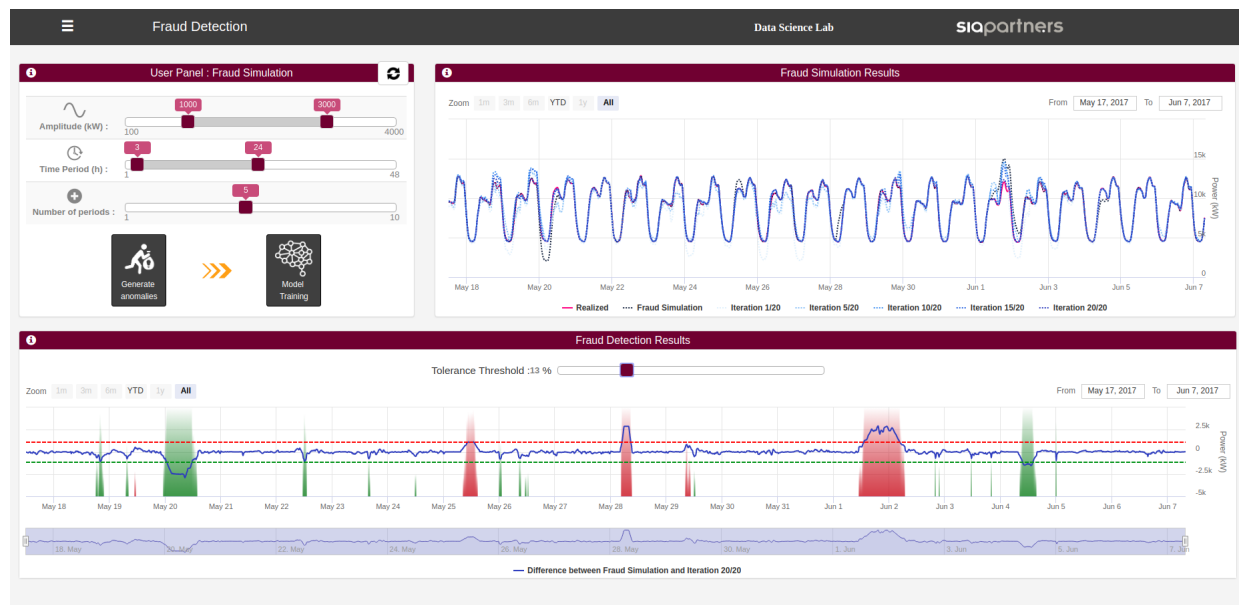 Fraud Detection
Data Science Lab
siapartners
User Panel : Fraud Simulation
1000 3000
Amplitude (kW) :
100 4000
3 24
Time Period (h) :
1 48
5
Number of periods :
1 10
Generate
anomalies
Model
Training
Fraud Simulation Results
Zoom 1m 3m 6m YTD 1y All
From May 17, 2017 To Jun 7, 2017
15k
10k
5k
0
Power (kW)
May 18 May 20 May 22 May 24 May 26 May 28 May 30 Jun 1 Jun 3 Jun 5 Jun 7
Realized Fraud Simulation Iteration 1/20 Iteration 5/20 Iteration 10/20 Iteration 15/20 Iteration 20/20
Fraud Detection Results
Tolerance Threshold :13 %
Zoom 1m 3m 6m YTD 1y All
From May 17, 2017 To Jun 7, 2017
2.5k
0
-2.5k
-5k
Power (kW)
May 18 May 19 May 20 May 21 May 22 May 23 May 24 May 25 May 26 May 27 May 28 May 29 May 30 May 31 Jun 1 Jun 2 Jun 3 Jun 4 Jun 5 Jun 6 Jun 7
18. May 20. May 22. May 24. May 26. May 28. May 30. May 1. Jun 3. Jun 5. Jun 7. Jun
Difference between Fraud Simulation and Iteration 20/20